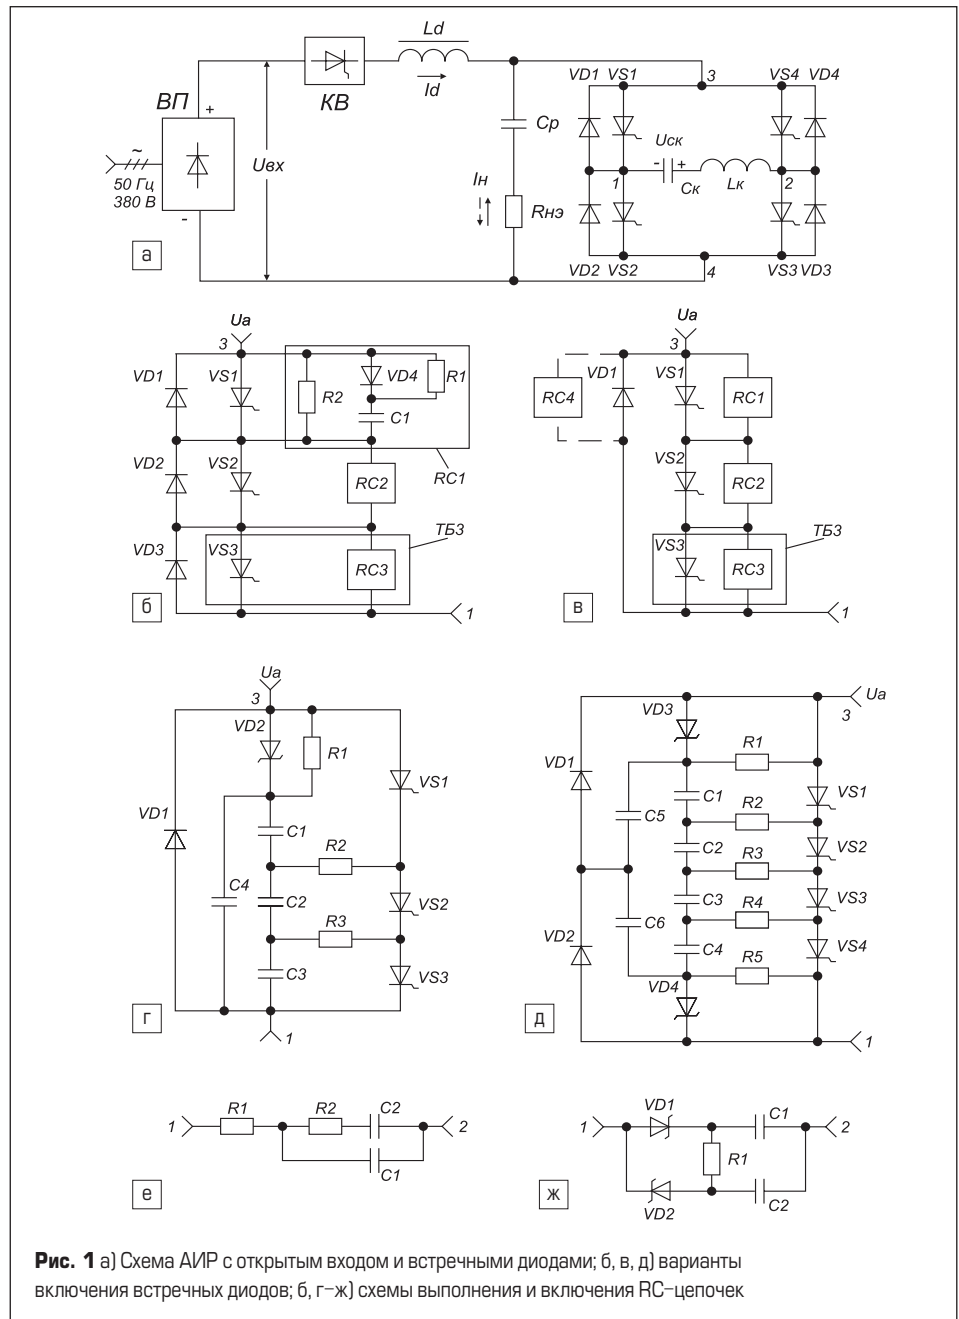 Ld
Id
КВ
ВП
+
~
50 Гц
380 В
-
Uвх
Ср
Iн
Rнэ
VD1 VS1 3 VS4 VD4
Uск
- +
1 Ск Lк 2
VD2 VS2 4 VS3 VD3
а
Ua
3
VD1 VS1 R2 VD4 R1
C1
VD2 VS2 RC2 RC1
ТБ3
VD3 VS3 RC3
1
б
Ua
3
RC4 VD1 VS1 RC1
VS2 RC2
ТБ3
VS3 RC3
1
в
Ua
3
VD2 R1
VS1
VD1 C1
R2
C4 C2 VS2
R3
C3 VS3
1
г
Ua
3
VD3
R1
VD1 C1 VS1
C5 R2
C2 VS2
R3
C3 VS3
C6 R4
VD2 C4 VS4
R5
VD4
1
д
1 R1 R2 C2 2
C1
е
VD1 C1
1 2
R1
VD2 C2
ж
Рис. 1 а) Схема АИР с открытым входом и встречными диодами; б, в, д) варианты
включения встречных диодов; б, г–ж) схемы выполнения и включения RC–цепочек